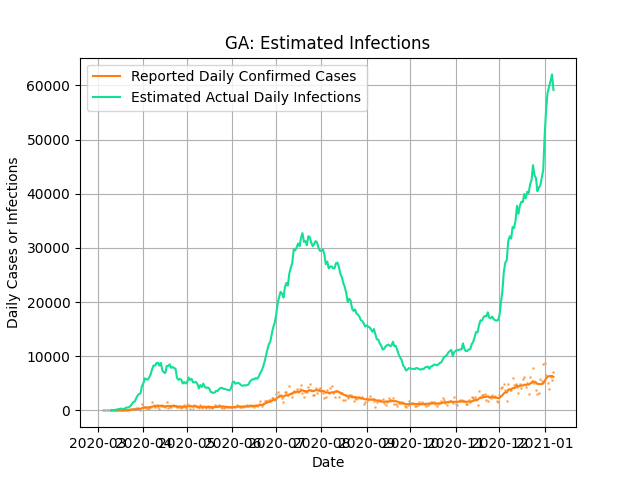 GA: Estimated Infections
Reported Daily Confirmed Cases
Estimated Actual Daily Infections
Daily Cases or Infections
60000
50000
40000
30000
20000
10000
0
2020-03 2020-04 2020-05 2020-06 2020-07 2020-08 2020-09 2020-10 2020-11 2020-12 2021-01
Date